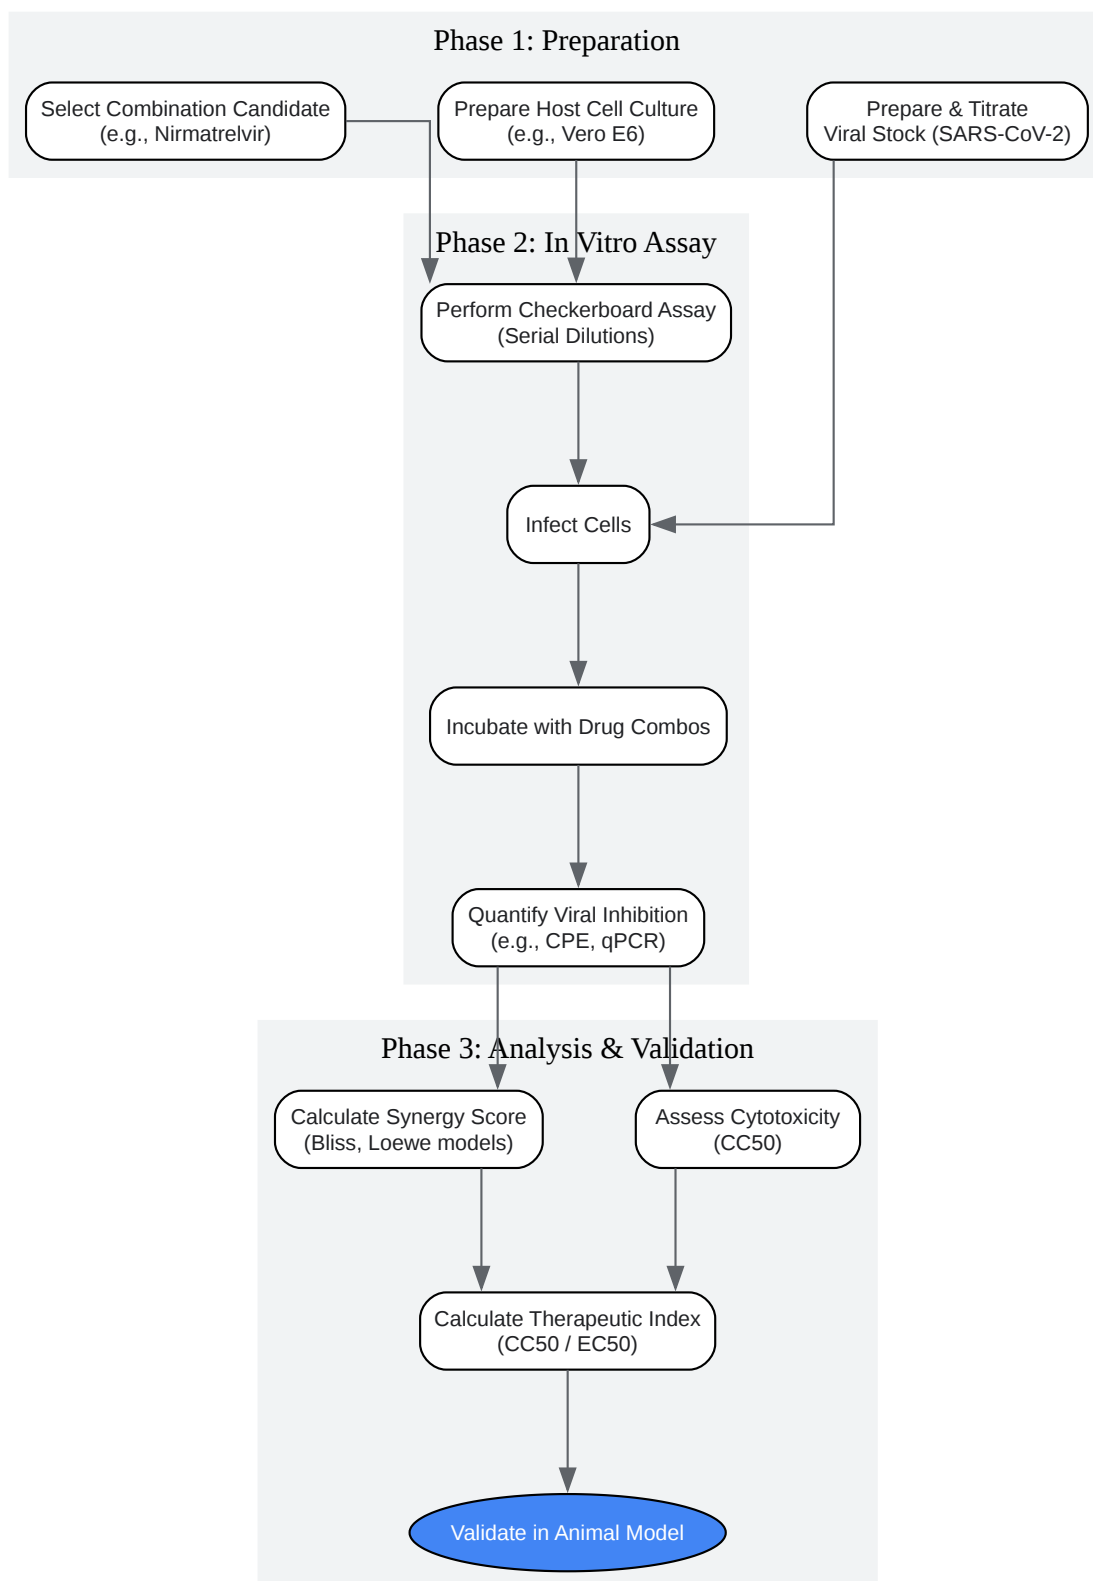 Phase 1: Preparation
Select Combination Candidate
(e.g., Nirmatrelvir)
Prepare Host Cell Culture
(e.g., Vero E6)
Prepare & Titrate
Viral Stock (SARS-CoV-2)
Phase 2: In Vitro Assay
Perform Checkerboard Assay
(Serial Dilutions)
Infect Cells
Incubate with Drug Combos
Quantify Viral Inhibition
(e.g., CPE, qPCR)
Phase 3: Analysis & Validation
Calculate Synergy Score
(Bliss, Loewe models)
Assess Cytotoxicity
(CC50)
Calculate Therapeutic Index
(CC50 / EC50)
Validate in Animal Model